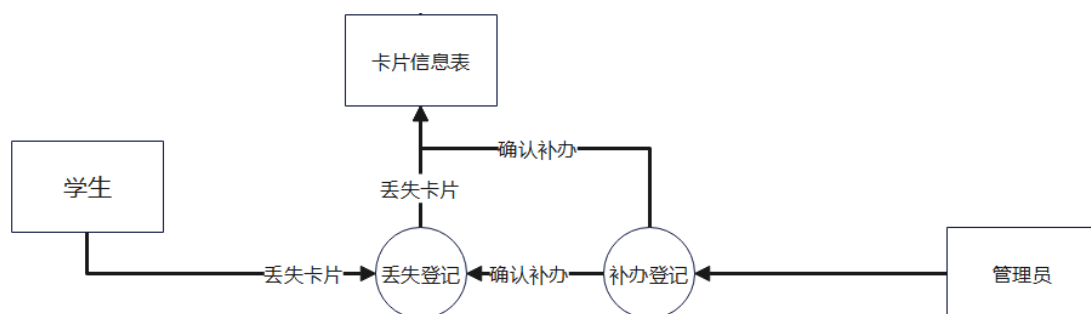 卡片信息表
确认补办
学生
丢失卡片
丢失卡片
丢失登记
确认补办
补办登记
管理员